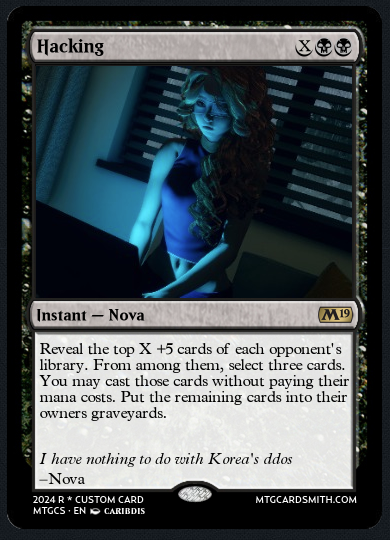 Hacking X
Instant — Nova M19
Reveal the top X +5 cards of each opponent's
library. From among them, select three cards.
You may cast those cards without paying their
mana costs. Put the remaining cards into their
owners graveyards.
I have nothing to do with Korea's ddos
–Nova
2024 R * CUSTOM CARD MTGCARDSMITH.COM
MTGCS · EN CARIBDIS